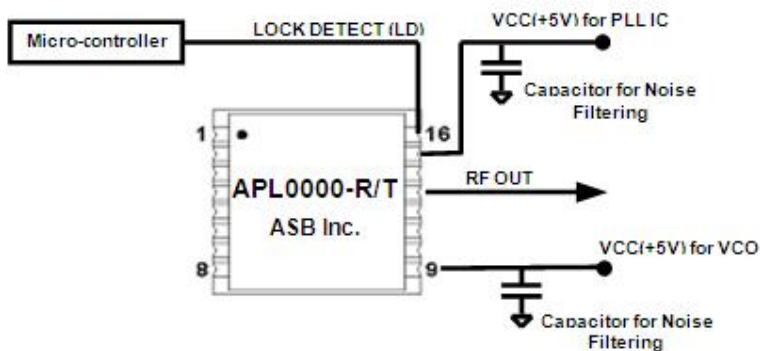 Micro-controller
LOCK DETECT (LD)
VCC(+5V) for PLL IC
Capacitor for Noise
Filtering
1
16
APL0000-R/T
ASB Inc.
RF OUT
8
9
VCC(+5V) for VCO
Capacitor for Noise
Filtering